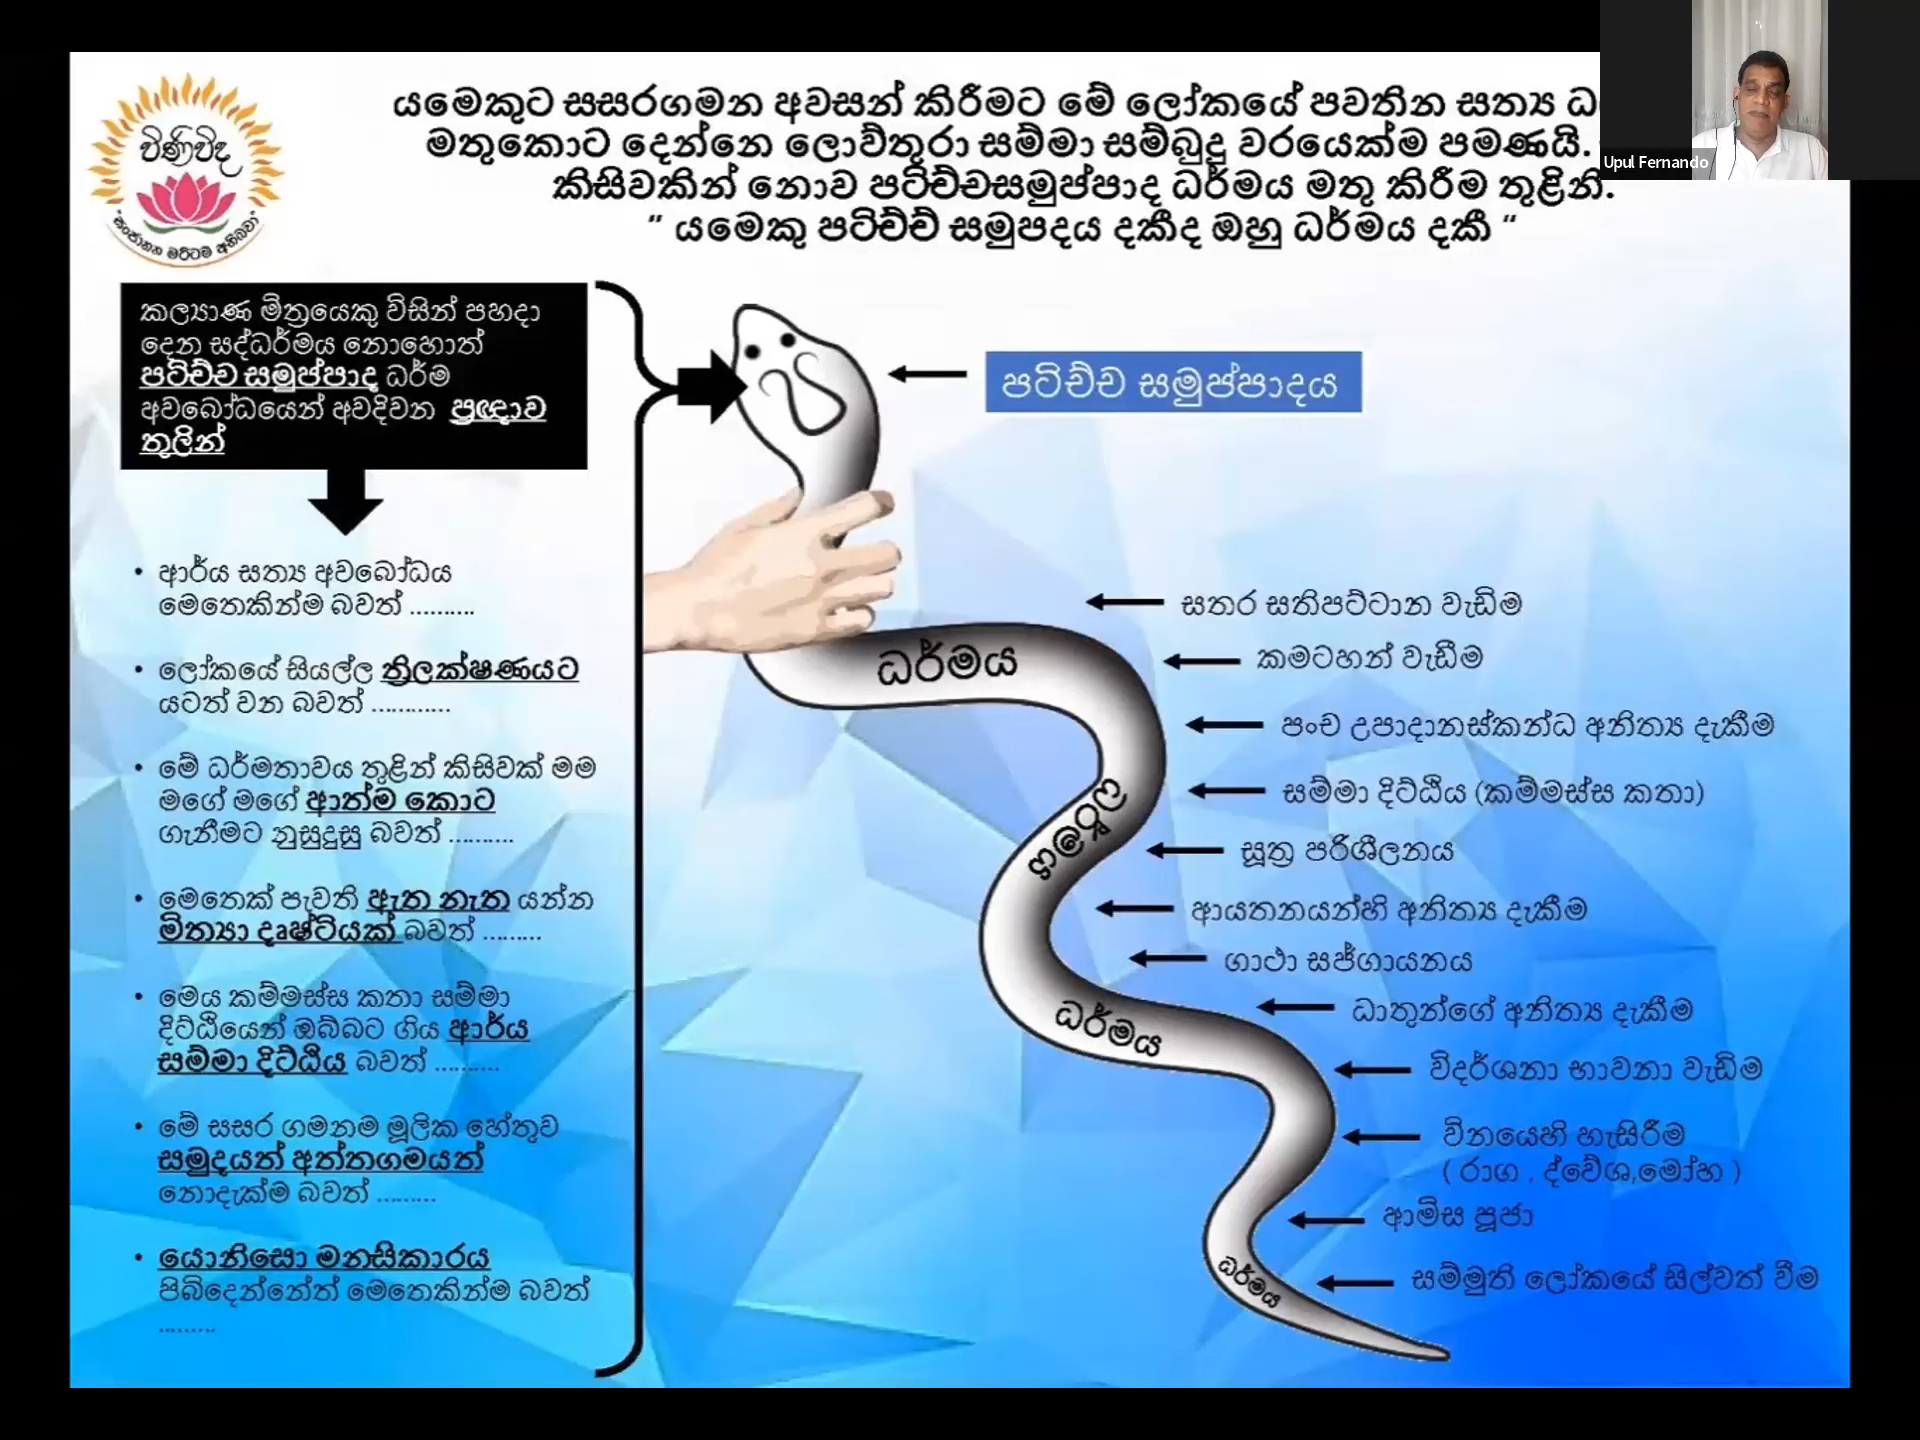 යමෙකුට සසරගමන අවසන් කිරීමට මේ ලෝකයේ පවතින සත්‍ය
මතුකොට දෙන්නෙ ලොව්තුරා සම්මා සම්බුදු වරයෙක්ම පමණයි.
කිසිවකින් නොව පටිච්චසමුප්පාද ධර්මය මතු කිරීම තුළිනි.
" යමෙකු පටිච්ච් සමුපදය දකීද ඔහු ධර්මය දකී "
Upul Fernando
විණිවිද
කල්‍යාණ මිත්‍රයෙකු විසින් පහදා
දෙන සද්ධර්මය නොහොත්
පටිච්ච සමුප්පාද ධර්ම
අවබෝධයෙන් අවදිවන ප්‍රඥාව
තුලින්
• ආර්ය සත්‍ය අවබෝධය
මෙතෙකින්ම බවත් ..........
• ලෝකයේ සියල්ල ත්‍රිලක්ෂණයට
යටත් වන බවත් ............
• මේ ධර්මතාවය තුළින් කිසිවක් මම
මගේ මගේ ආත්ම කොට
ගැනීමට නුසුදුසු බවත් ..........
• මෙතෙක් පැවති ඇත නැත යන්න
මිත්‍යා දෘෂ්ටියක් බවත් .........
• මෙය කම්මස්ස කතා සම්මා
දිට්ඨියෙන් ඔබ්බට ගිය ආර්ය
සම්මා දිට්ඨිය බවත් ..........
• මේ සසර ගමනම මූලික හේතුව
සමුදයත් අත්තගමයත්
නොදැක්ම බවත් .........
• යොනිසො මනසිකාරය
පිබිදෙන්නේත් මෙතෙකින්ම බවත්
.........
පටිච්ච සමුප්පාදය
සතර සතිපට්ටාන වැඩිම
ධර්මය
කමටහන් වැඩීම
පංච උපාදානස්කන්ධ අනිත්‍ය දැකීම
සම්මා දිට්ඨිය (කම්මස්ස කතා)
සූත්‍ර පරිශීලනය
ආයතනයන්හි අනිත්‍ය දැකීම
ගාථා සජ්ගායනය
ධර්මය
ධාතුන්ගේ අනිත්‍ය දැකීම
විදර්ශනා භාවනා වැඩිම
විනයෙහි හැසිරීම
( රාග , ද්වේශ,මෝහ )
ආමිස පූජා
ධර්මය
සම්මුති ලෝකයේ සිල්වත් වීම